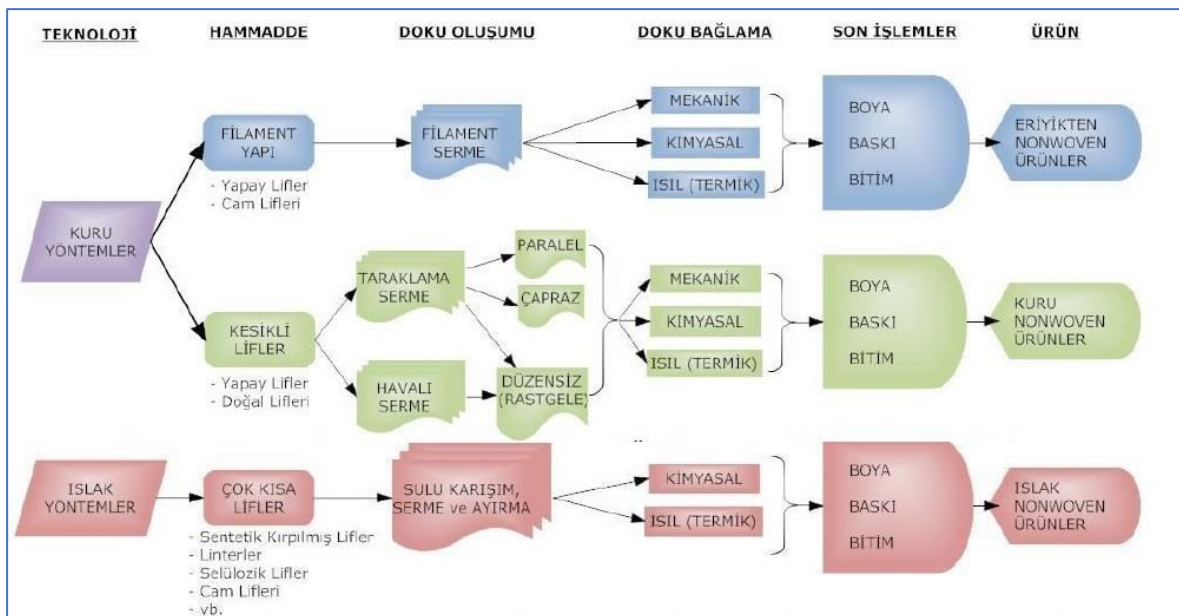 TEKNOLOJİ
HAMMADDE
DOKU OLUŞUMU
DOKU BAĞLAMA
SON İŞLEMLER
ÜRÜN
KURU
YÖNTEMLER
FİLAMENT
YAPI
- Yapay Lifler
- Cam Lifleri
FİLAMENT
SERME
MEKANİK
KİMYASAL
ISIL (TERMİK)
BOYA
BASKI
BİTİM
ERİYİKTEN
NONWOVEN
ÜRÜNLER
KESİKLİ
LİFLER
- Yapay Lifler
- Doğal Lifleri
TARAKLAMA
SERME
HAVALI
SERME
PARALEL
ÇAPRAZ
DÜZENSİZ
(RASTGELE)
MEKANİK
KİMYASAL
ISIL (TERMİK)
BOYA
BASKI
BİTİM
KURU
NONWOVEN
ÜRÜNLER
ISLAK
YÖNTEMLER
ÇOK KISA
LİFLER
- Sentetik Kırpılmış Lifler
- Linterler
- Selülozik Lifler
- Cam Lifleri
- vb.
SULU KARIŞIM,
SERME ve AYIRMA
KİMYASAL
ISIL (TERMİK)
BOYA
BASKI
BİTİM
ISLAK
NONWOVEN
ÜRÜNLER